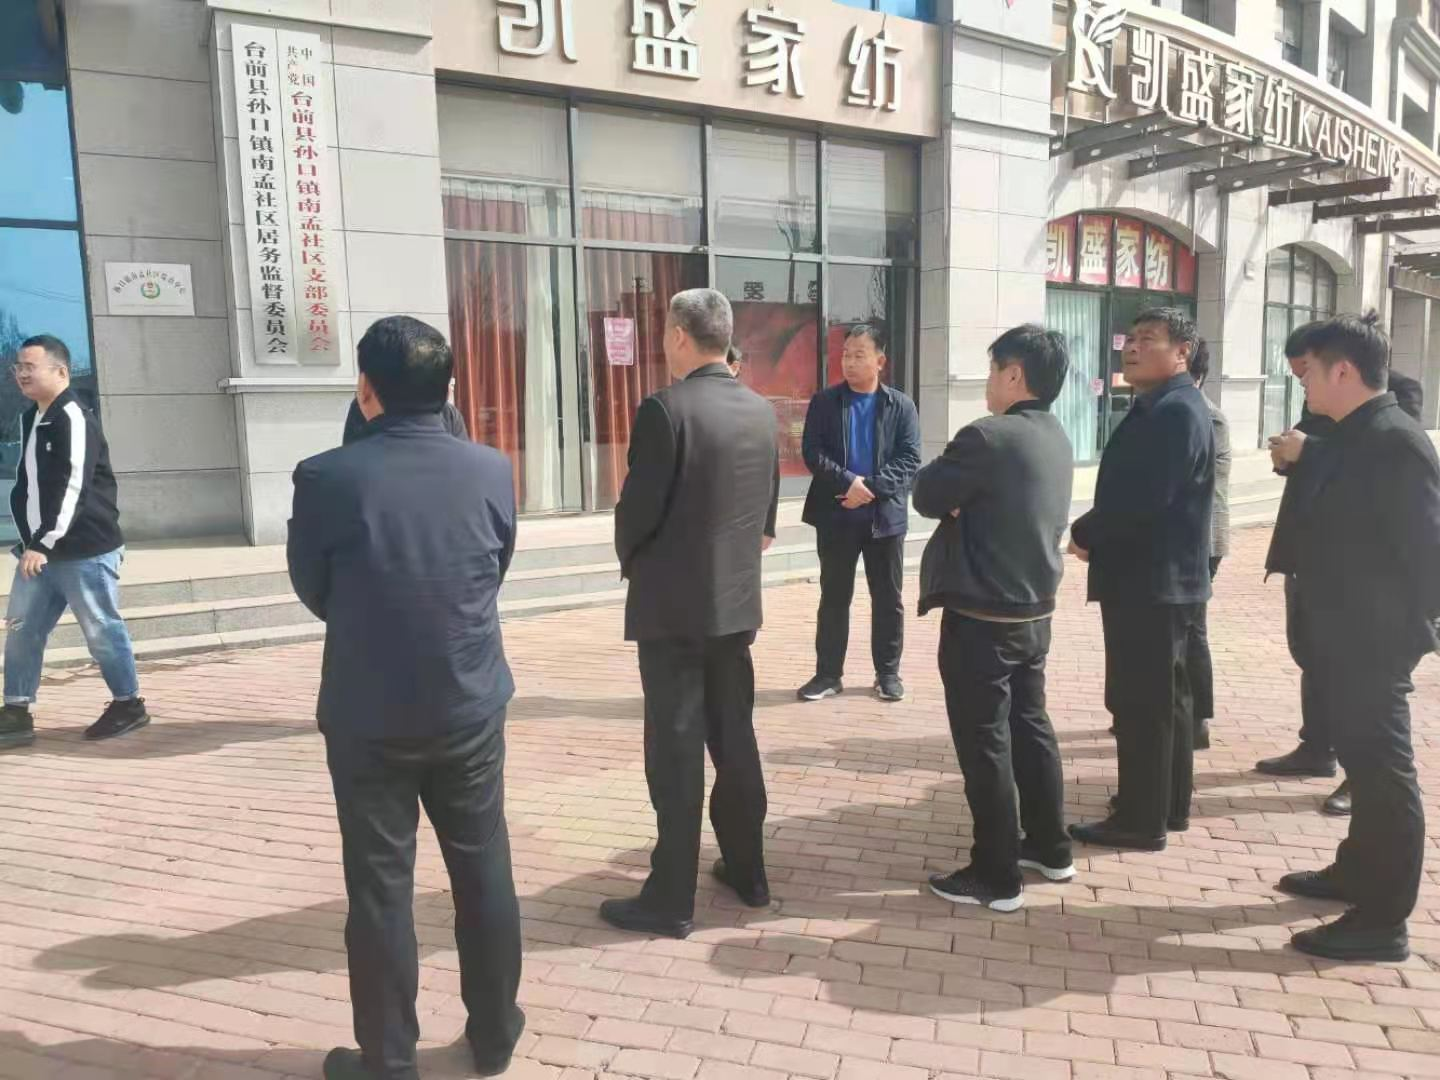 凯盛家纺
凯盛家纺KAISHENG
凯盛家纺
中国共产党台前县孙口镇南孟社区支部委员会
台前县孙口镇南孟社区居务监督委员会